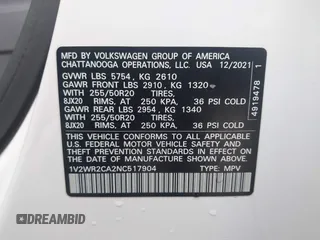 MFD BY VOLKSWAGEN GROUP OF AMERICA
CHATTANOOGA OPERATIONS, LLC. USA 12/2021
GVWR LBS 5754, KG 2610
GAWR FRONT LBS 2910, KG 1320
WITH 255/50R20 TIRES,
8JX20 RIMS, AT 250 KPA, 36 PSI COLD
GAWR REAR LBS 2954, KG 1340
WITH 255/50R20 TIRES,
8JX20 RIMS, AT 250 KPA, 36 PSI COLD
THIS VEHICLE CONFORMS TO ALL APPLICABLE
U.S. FEDERAL MOTOR VEHICLE SAFETY AND
THEFT PREVENTION STANDARDS IN EFFECT ON
THE DATE OF MANUFACTURE SHOWN ABOVE.
1V2WR2CA2NC517904 TYPE: MPV
4919478 1
dreambid